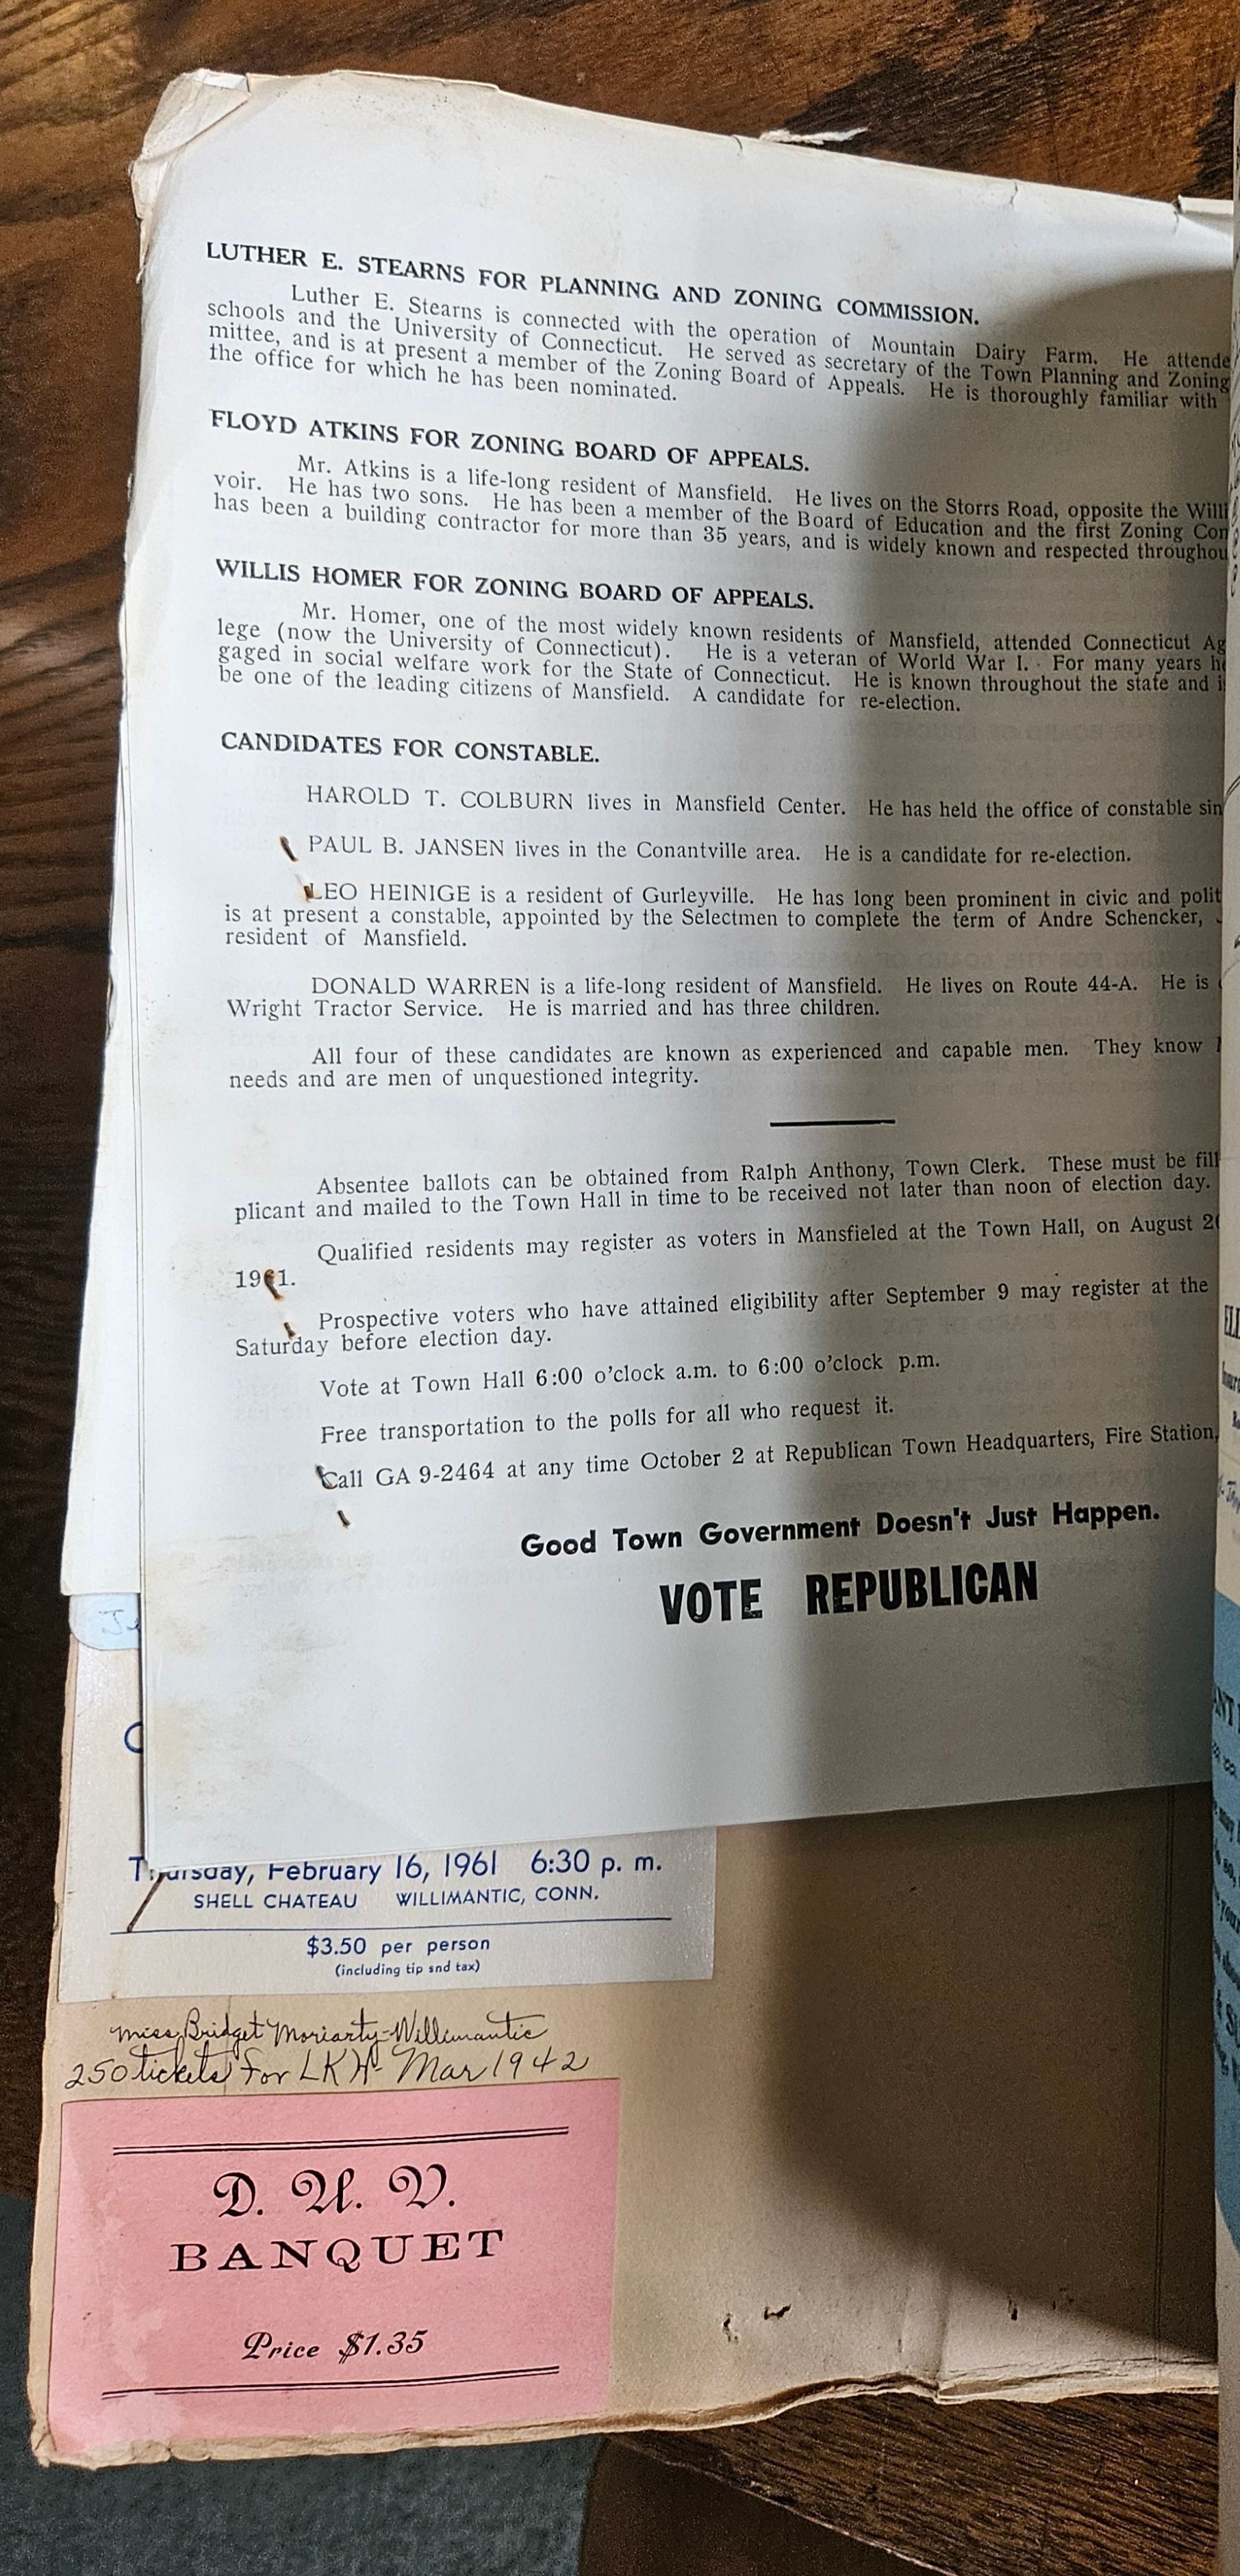 LUTHER E. STEARNS FOR PLANNING AND ZONING COMMISSION.
Luther E. Stearns is connected with the operation of Mountain Dairy Farm. He attende
schools and the University of Connecticut. He served as secretary of the Town Planning and Zoning
mittee, and is at present a member of the Zoning Board of Appeals. He is thoroughly familiar with
the office for which he has been nominated.
FLOYD ATKINS FOR ZONING BOARD OF APPEALS.
Mr. Atkins is a life-long resident of Mansfield. He lives on the Storrs Road, opposite the Willi
voir. He has two sons. He has been a member of the Board of Education and the first Zoning Com
has been a building contractor for more than 35 years, and is widely known and respected throughou
WILLIS HOMER FOR ZONING BOARD OF APPEALS.
Mr. Homer, one of the most widely known residents of Mansfield, attended Connecticut Ag
lege (now the University of Connecticut). He is a veteran of World War I. For many years h
gaged in social welfare work for the State of Connecticut. He is known throughout the state and i
be one of the leading citizens of Mansfield. A candidate for re-election.
CANDIDATES FOR CONSTABLE.
HAROLD T. COLBURN lives in Mansfield Center. He has held the office of constable sin
PAUL B. JANSEN lives in the Conantville area. He is a candidate for re-election.
LEO HEINIGE is a resident of Gurleyville. He has long been prominent in civic and polit
is at present a constable, appointed by the Selectmen to complete the term of Andre Schencker,
resident of Mansfield.
DONALD WARREN is a life-long resident of Mansfield. He lives on Route 44-A. He is
Wright Tractor Service. He is married and has three children.
All four of these candidates are known as experienced and capable men. They know
needs and are men of unquestioned integrity.
Absentee ballots can be obtained from Ralph Anthony, Town Clerk. These must be fill
plicant and mailed to the Town Hall in time to be received not later than noon of election day.
Qualified residents may register as voters in Mansfieled at the Town Hall, on August 2
1961.
Prospective voters who have attained eligibility after September 9 may register at the
Saturday before election day.
Vote at Town Hall 6:00 o'clock a.m. to 6:00 o'clock p.m.
Free transportation to the polls for all who request it.
Call GA 9-2464 at any time October 2 at Republican Town Headquarters, Fire Station,
Good Town Government Doesn't Just Happen.
VOTE REPUBLICAN
Thursday, February 16, 1961 6:30 p. m.
SHELL CHATEAU WILLIMANTIC, CONN.
$3.50 per person
(including tip snd tax)
Miss Bridget Moriarty-Willimantic
250 tickets for LKH- Mar 1942
D. U. V.
BANQUET
Price $1.35